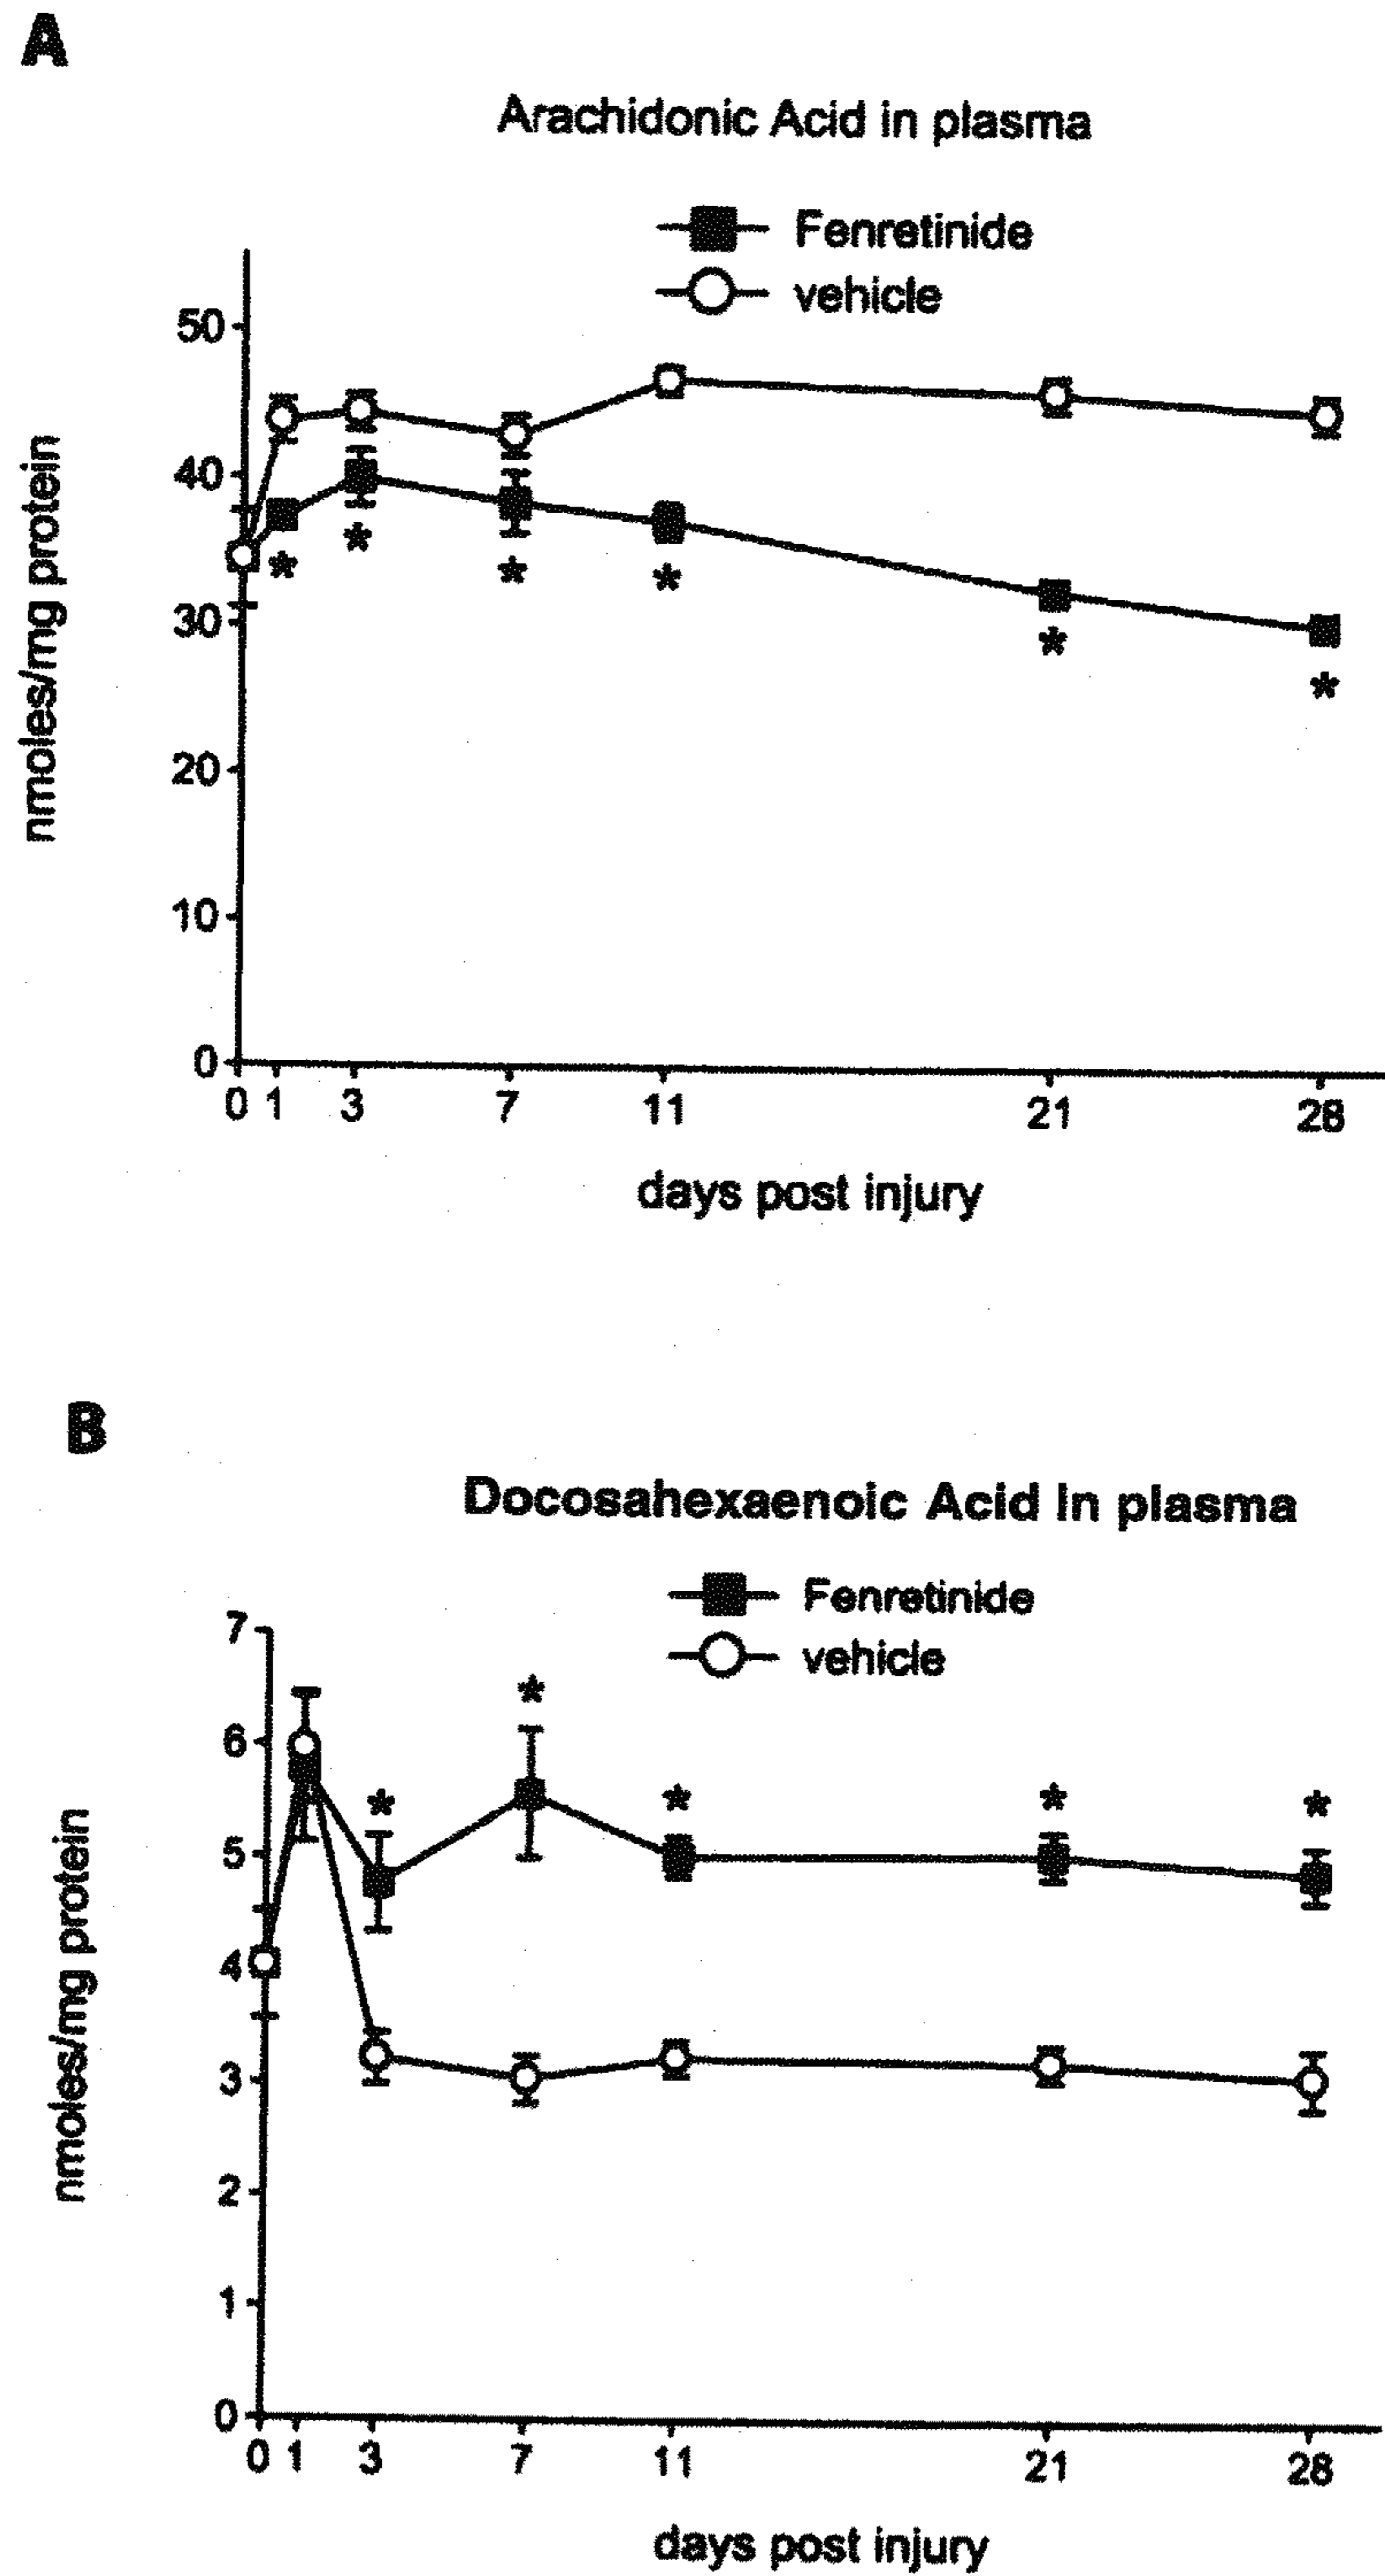 A
Arachidonic Acid in plasma
Fenretinide
vehicle
50
40
30
20
10
0
nmoles/mg protein
*
*
*
*
*
*
0 1 3 7 11 21 28
days post injury
B
Docosahexaenoic Acid in plasma
Fenretinide
vehicle
7
6
5
4
3
2
1
0
nmoles/mg protein
*
*
*
*
*
0 1 3 7 11 21 28
days post injury